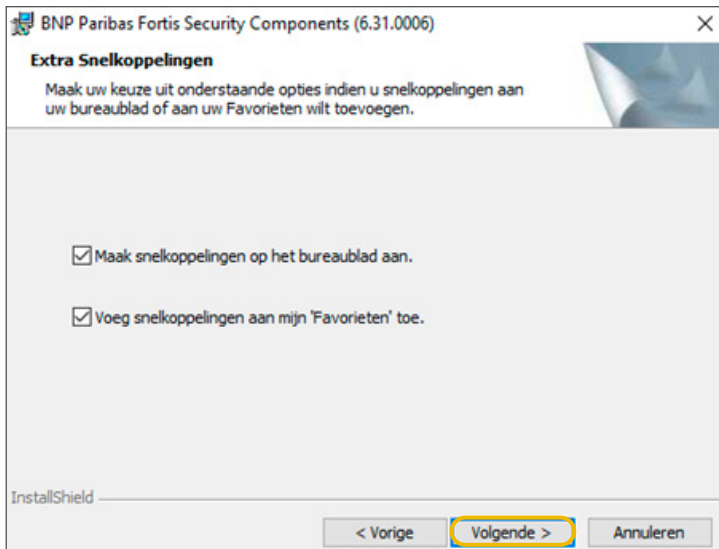 BNP Paribas Fortis Security Components (6.31.0006)
Extra Snelkoppelingen
Maak uw keuze uit onderstaande opties indien u snelkoppelingen aan
uw bureaublad of aan uw Favorieten wilt toevoegen.
Maak snelkoppelingen op het bureaublad aan.
Voeg snelkoppelingen aan mijn 'Favorieten' toe.
InstallShield
< Vorige Volgende > Annuleren